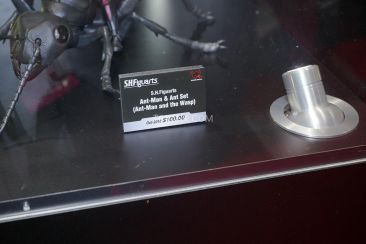 S.H.Figuarts
S.H.Figuarts
Ant-Man & Ant Set
(Ant-Man and the Wasp)
$100.00